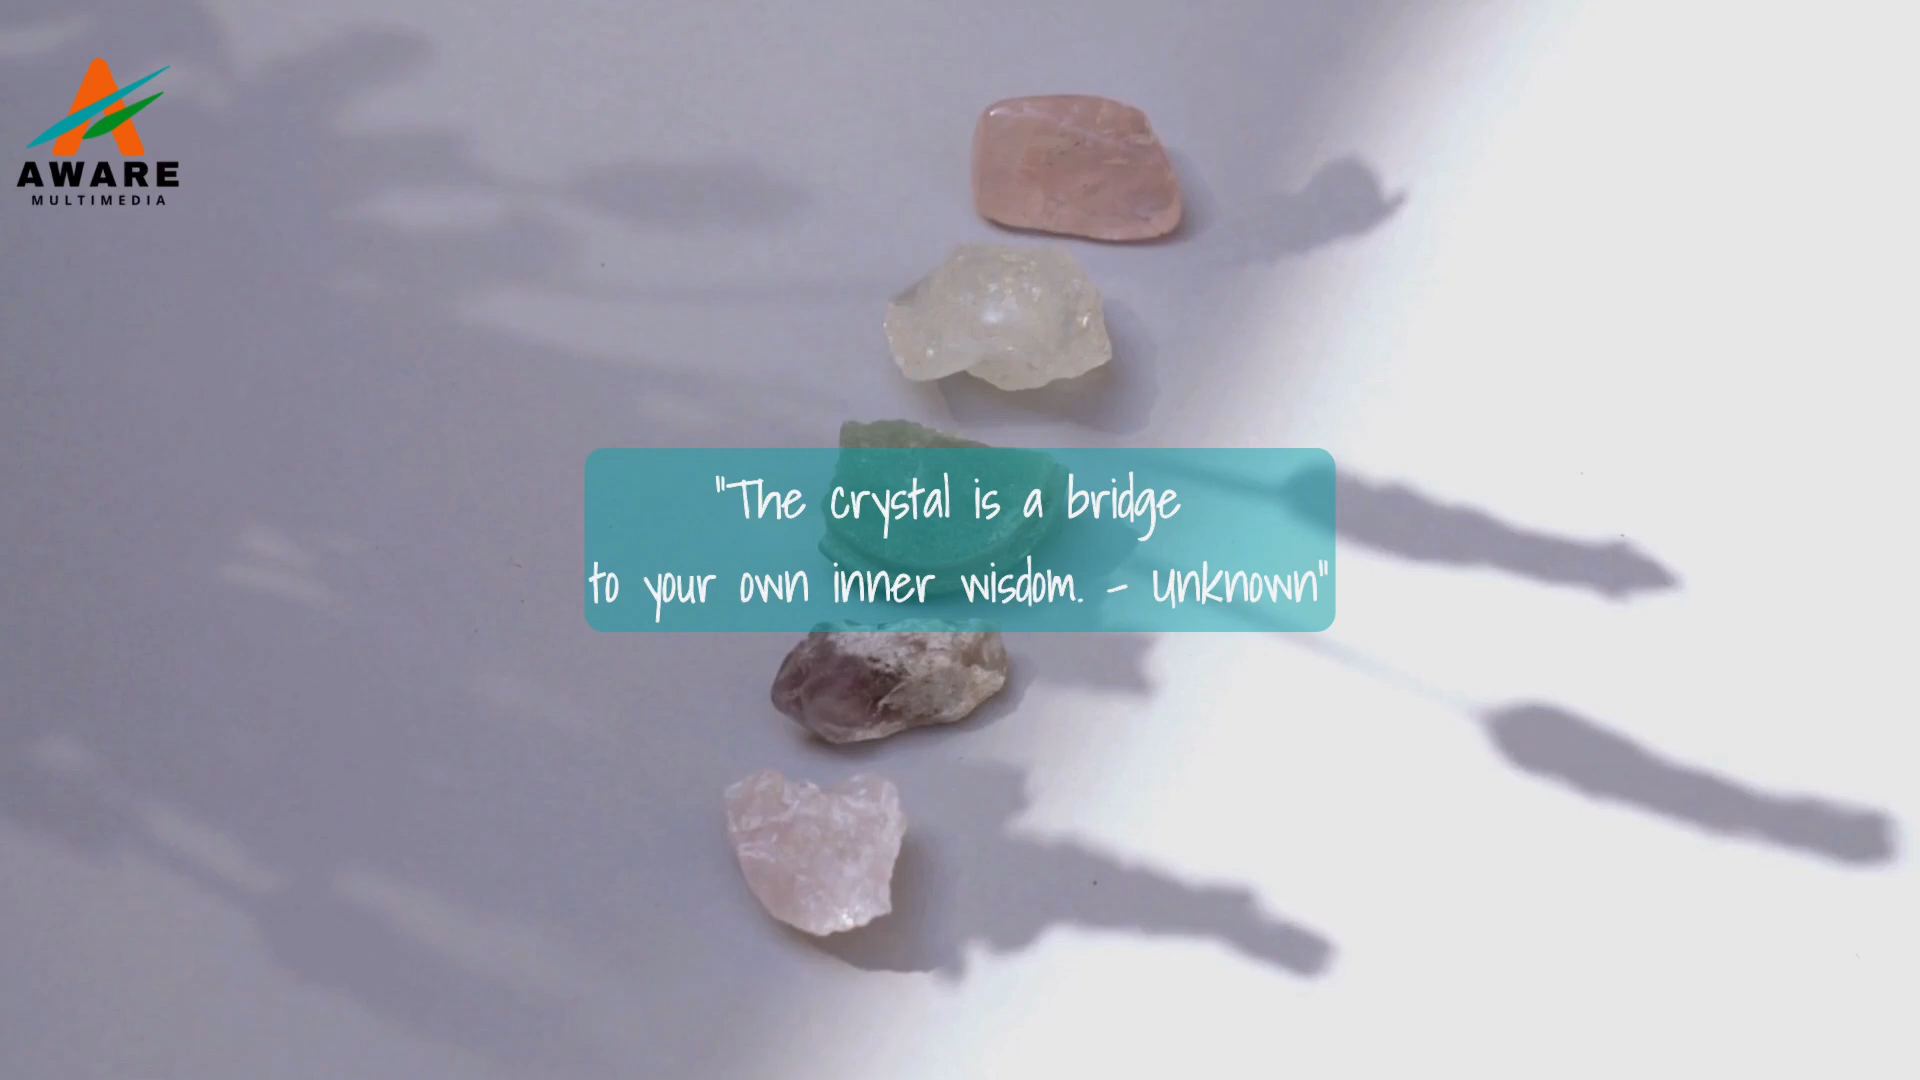 AWARE
MULTIMEDIA
"The crystal is a bridge
to your own inner wisdom. - Unknown"